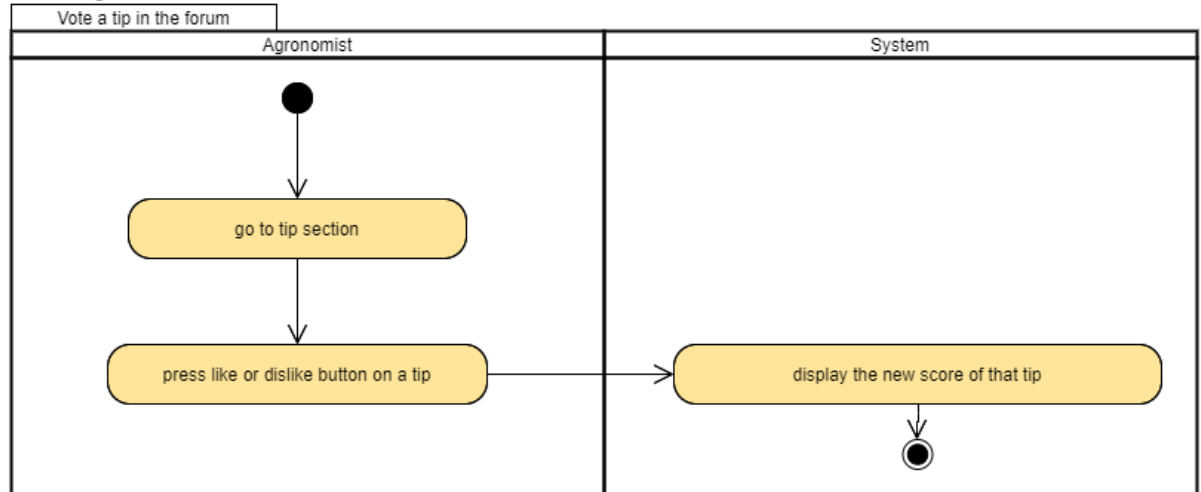 Vote a tip in the forum
Agronomist
System
go to tip section
press like or dislike button on a tip
display the new score of that tip